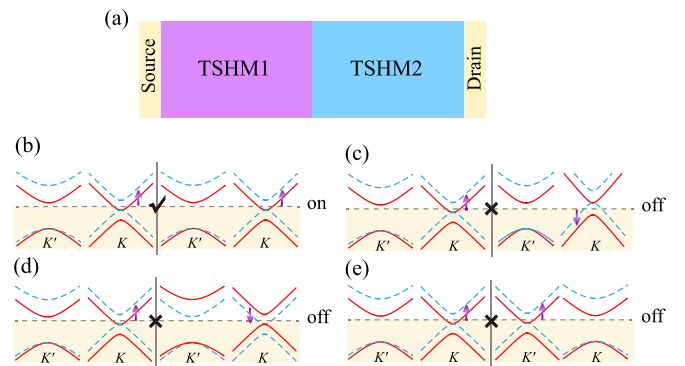 (a)
Source
TSHM1
TSHM2
Drain
(b)
on
K' K K' K
(c)
off
K' K K' K
(d)
off
K' K K' K
(e)
off
K' K K' K